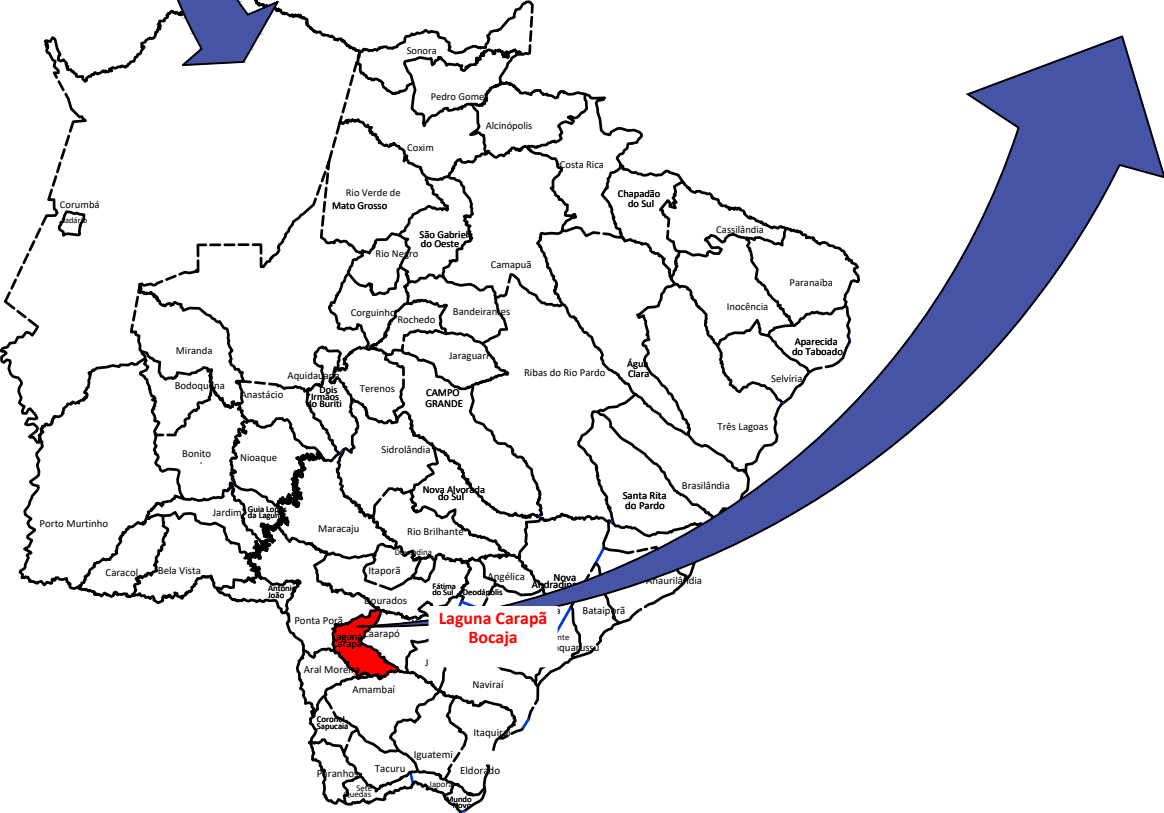 Sonora
Pedro Gome
Alcinópolis
Coxim
Costa Rica
Rio Verde de
Mato Grosso
Chapadão
do Sul
Corumbá
São Gabriel
do Oeste
Cassilândia
Rio Negro
Camapuã
Paranaíba
Inocência
Corguinho
Rochedo
Bandeirantes
Aparecida
do Taboado
Miranda
Jaraguari
Água
Clara
Ribas do Rio Pardo
Selvíria
Aquidauana
Bodoquena
Anastácio
Dois
Irmãos
do Buriti
Terenos
CAMPO
GRANDE
Três Lagoas
Bonito
Nioaque
Sidrolândia
Brasilândia
Nova Alvorada
do Sul
Santa Rita
do Pardo
Porto Murtinho
Jardim
Guia Lopes
da Laguna
Maracaju
Rio Brilhante
Caracol
Bela Vista
Itaporã
Angélica
Nova
Andradina
Anaurilândia
Antonio
João
Fátima
do Sul
Deodápolis
Dourados
Bataiporã
Ponta Porã
Laguna Carapã
Bocaja
Caarapó
Laguna
Carapã
J
Aral Moreira
Amambaí
Naviraí
Coronel
Sapucaia
Itaquiraí
Iguatemi
Paranhos
Tacuru
Eldorado
Sete
Quedas
Japorã
Mundo
Novo